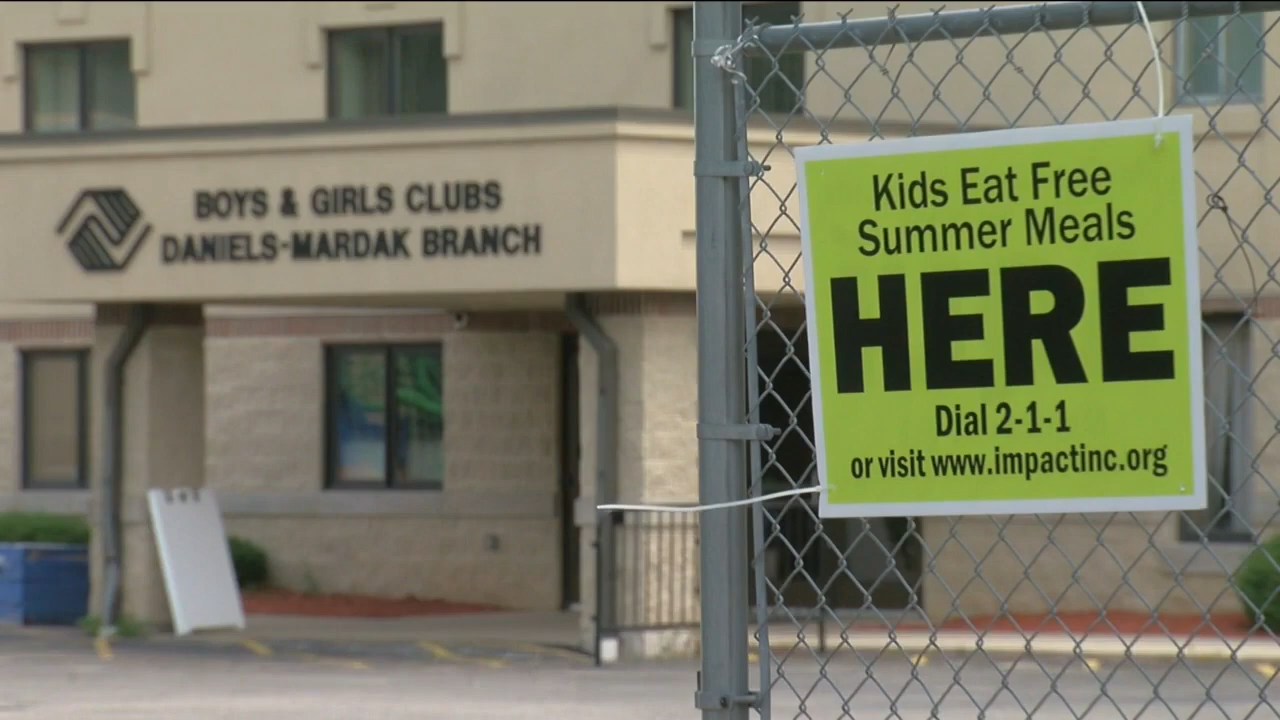 BOYS & GIRLS CLUBS
DANIELS-MARDAK BRANCH
Kids Eat Free
Summer Meals
HERE
Dial 2-1-1
or visit www.impactinc.org